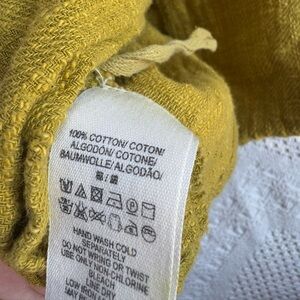 100% COTTON/ COTON/
ALGODÓN/ COTONE/
BAUMWOLLE/ ALGODÃO/
HAND WASH COLD
SEPARATELY
DO NOT WRING OR TWIST
USE ONLY NON-CHLORINE
BLEACH
LINE DRY
LOW IRON
MAY